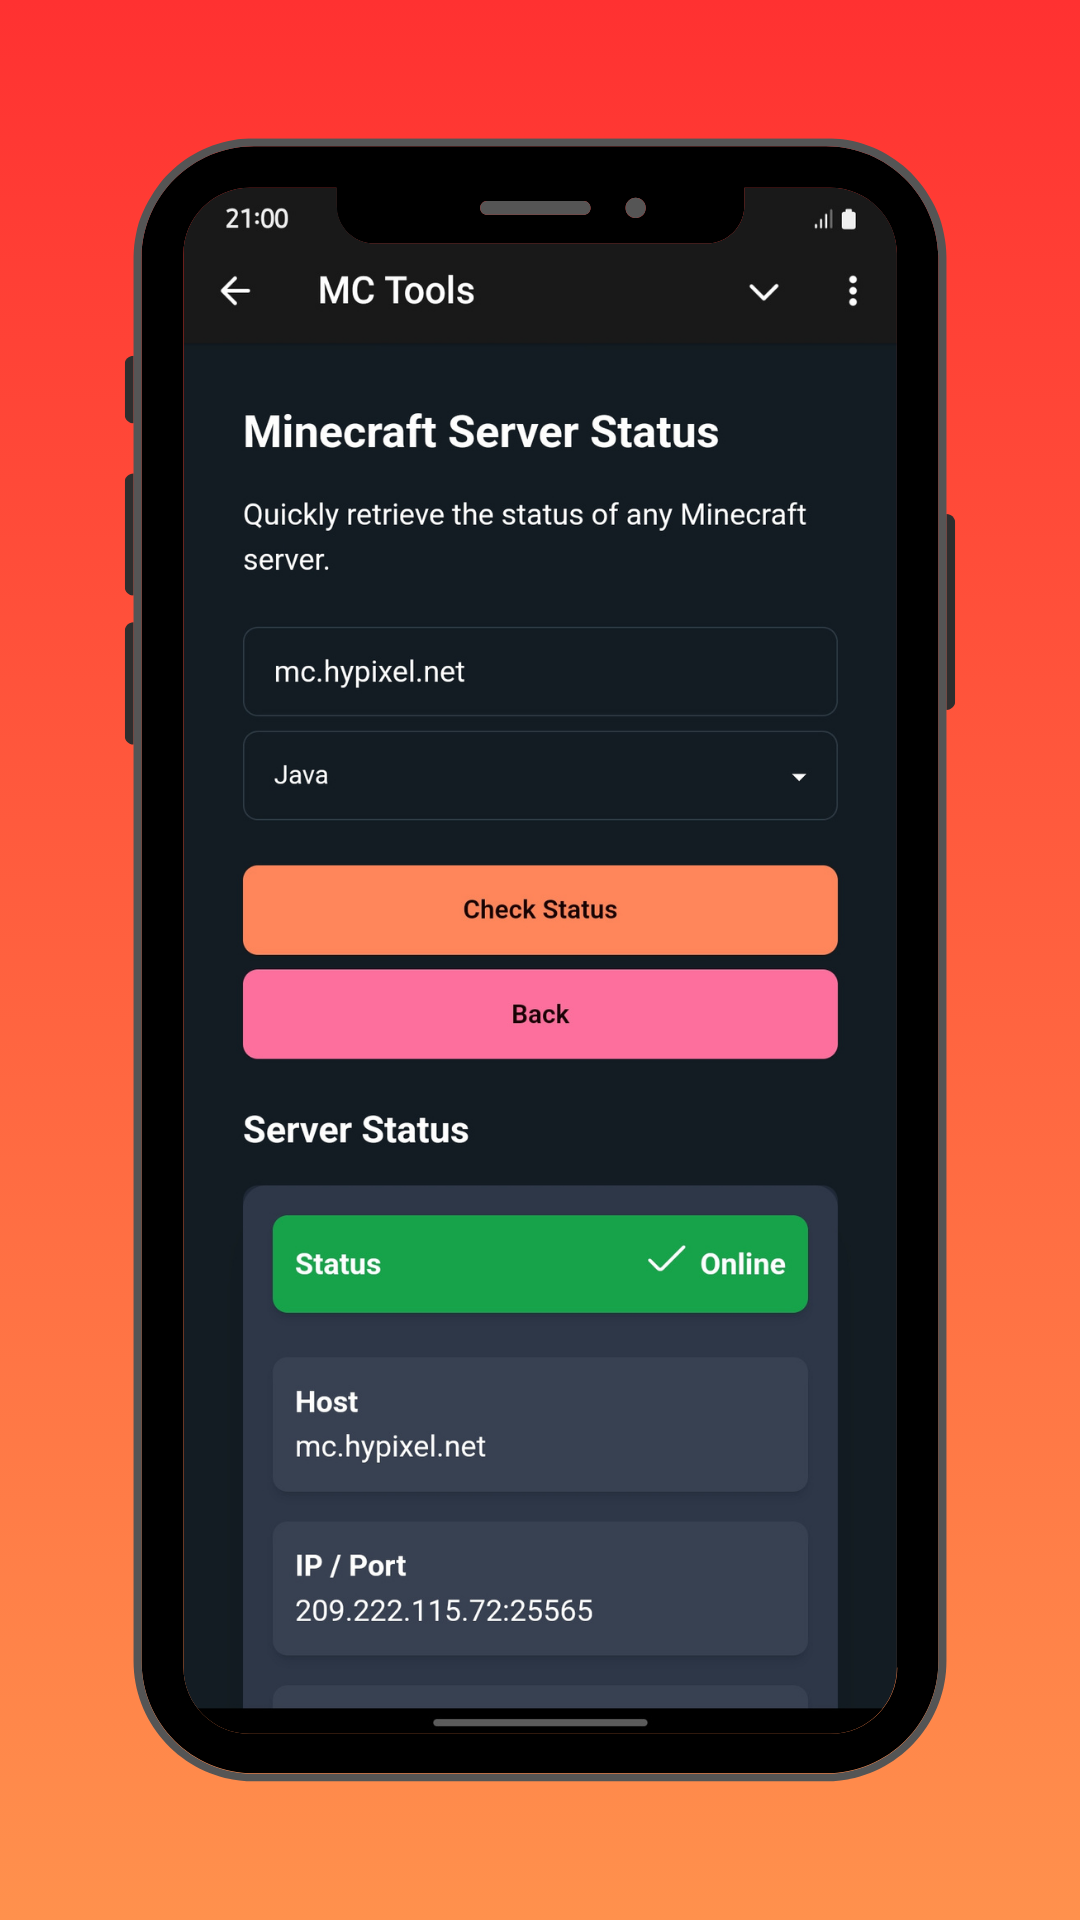 21:00
MC Tools
Minecraft Server Status
Quickly retrieve the status of any Minecraft
server.
mc.hypixel.net
Java
Check Status
Back
Server Status
Status Online
Host
mc.hypixel.net
IP / Port
209.222.115.72:25565